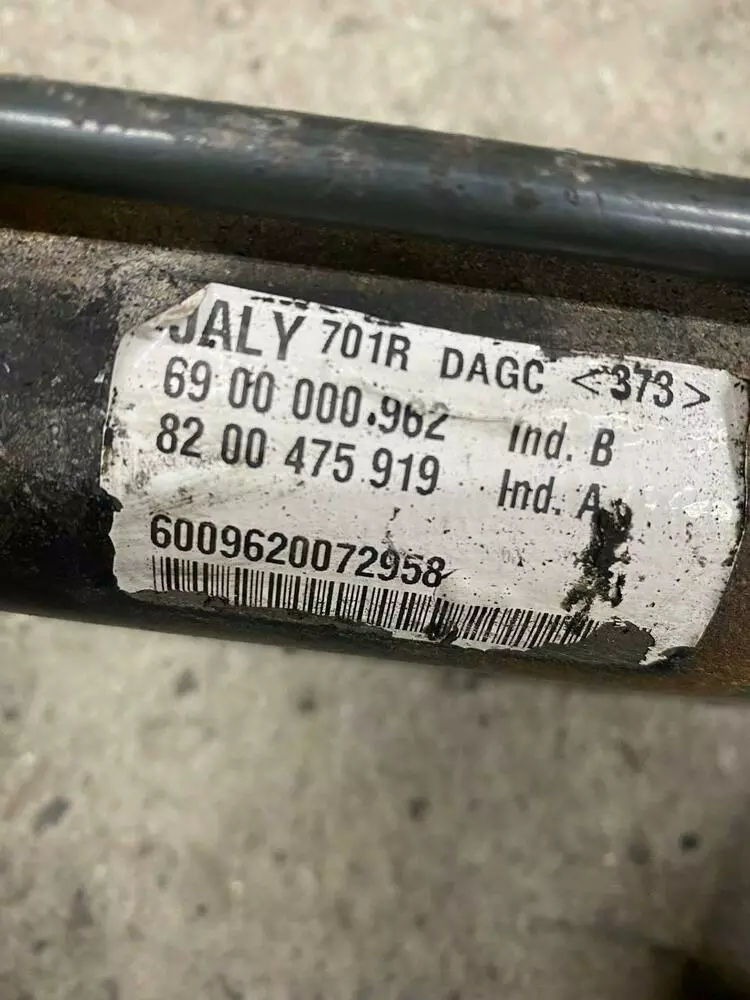 JALY 701R DAGC <373>
69 00 000.962 Ind. B
82 00 475 919 Ind. A
6009620072958